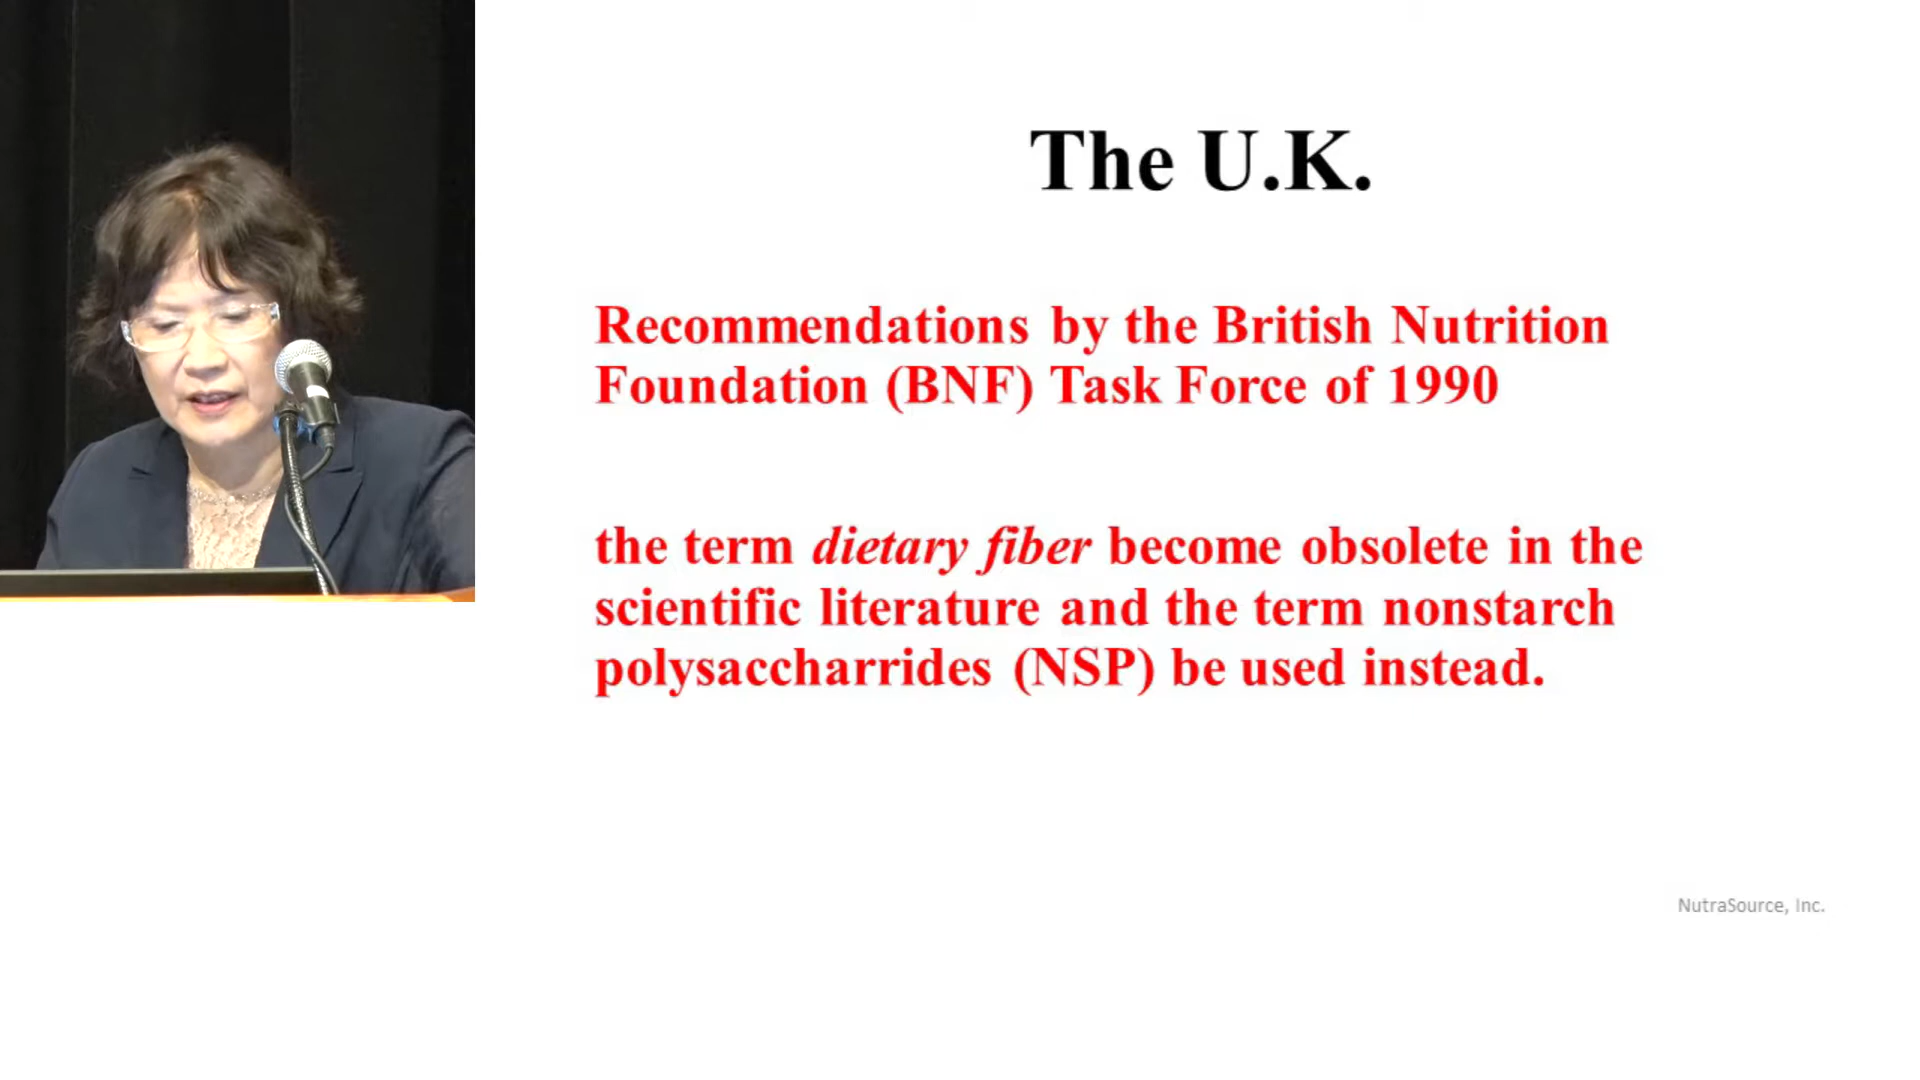 The U.K.
Recommendations by the British Nutrition
Foundation (BNF) Task Force of 1990
the term dietary fiber become obsolete in the
scientific literature and the term nonstarch
polysaccharrides (NSP) be used instead.
NutraSource, Inc.